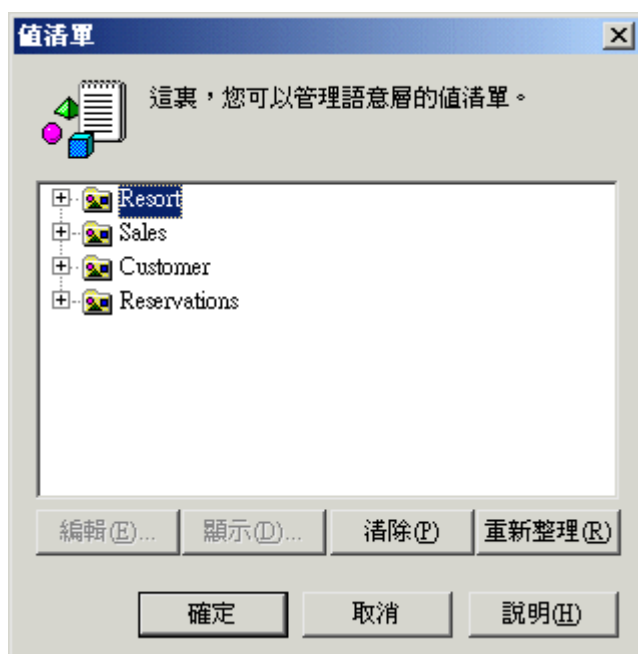 值清單
這裏，您可以管理語意層的值清單。
Resort
Sales
Customer
Reservations
編輯(E)... 顯示(D)... 清除(P) 重新整理(R)
確定 取消 說明(H)